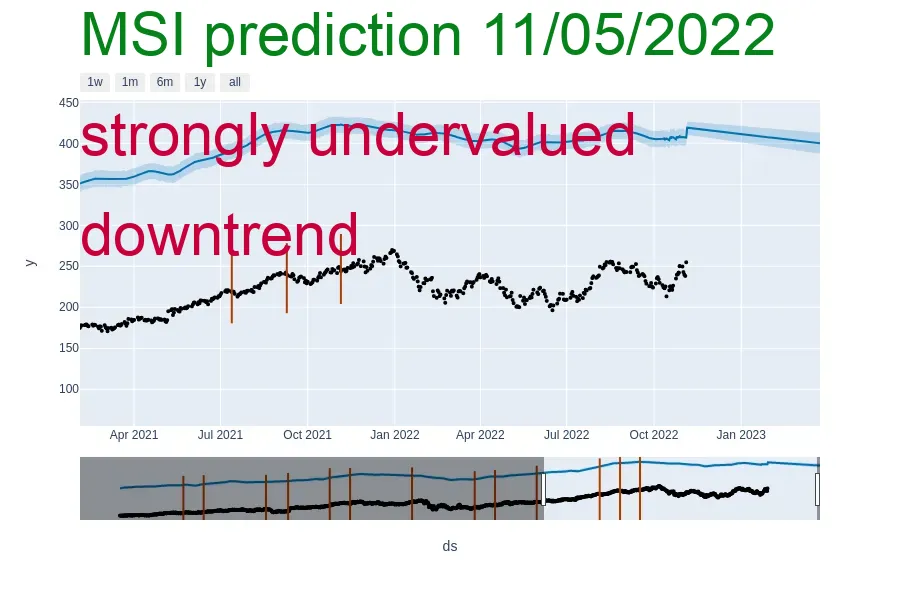 MSI prediction 11/05/2022
1w 1m 6m 1y all
450
strongly undervalued
400
350
300
downtrend
250
y
200
150
100
Apr 2021 Jul 2021 Oct 2021 Jan 2022 Apr 2022 Jul 2022 Oct 2022 Jan 2023
ds